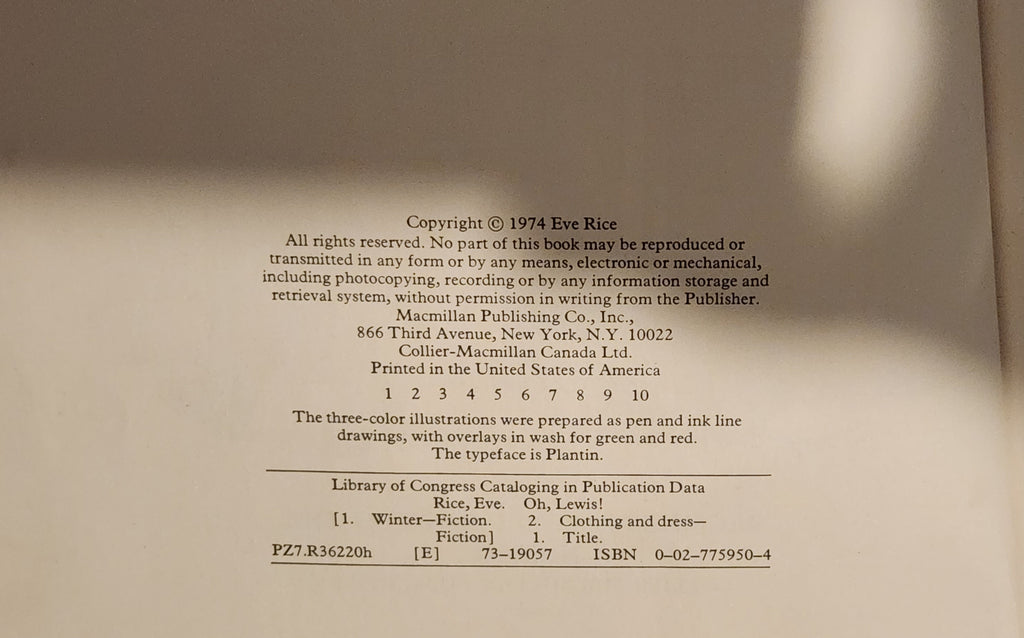 Copyright © 1974 Eve Rice
All rights reserved. No part of this book may be reproduced or
transmitted in any form or by any means, electronic or mechanical,
including photocopying, recording or by any information storage and
retrieval system, without permission in writing from the Publisher.
Macmillan Publishing Co., Inc.,
866 Third Avenue, New York, N.Y. 10022
Collier-Macmillan Canada Ltd.
Printed in the United States of America
1 2 3 4 5 6 7 8 9 10
The three-color illustrations were prepared as pen and ink line
drawings, with overlays in wash for green and red.
The typeface is Plantin.
Library of Congress Cataloging in Publication Data
Rice, Eve. Oh, Lewis!
[1. Winter—Fiction. 2. Clothing and dress—
Fiction] 1. Title.
PZ7.R36220h [E] 73–19057 ISBN 0–02–775950–4